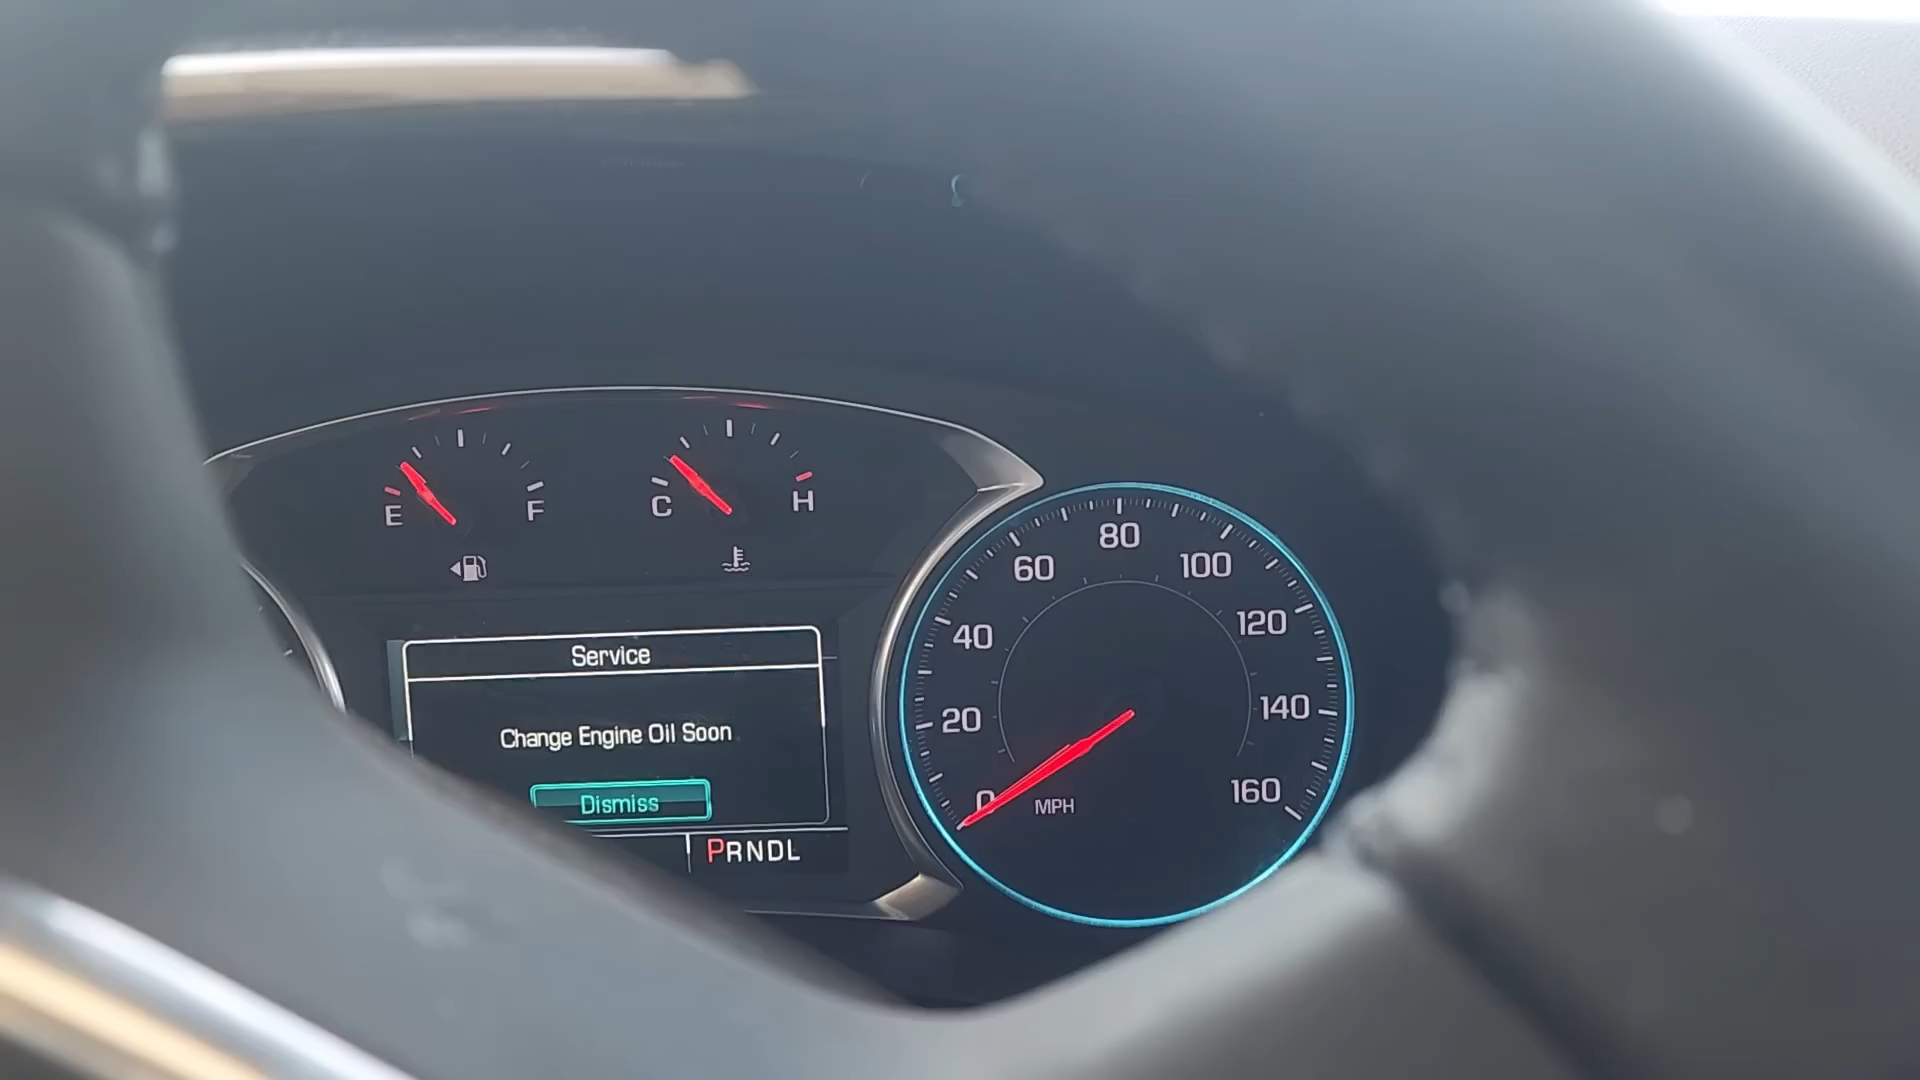 E F
C H
Service
Change Engine Oil Soon
Dismiss
PRNDL
0
20
40
60
80
100
120
140
160
MPH